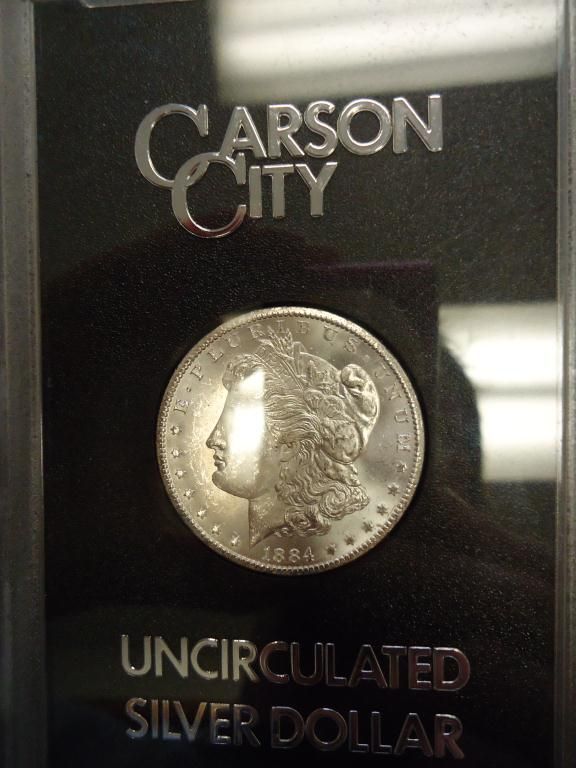 CARSON
CITY
E·PLURIBUS·UNUM
1884
UNCIRCULATED
SILVER DOLLAR